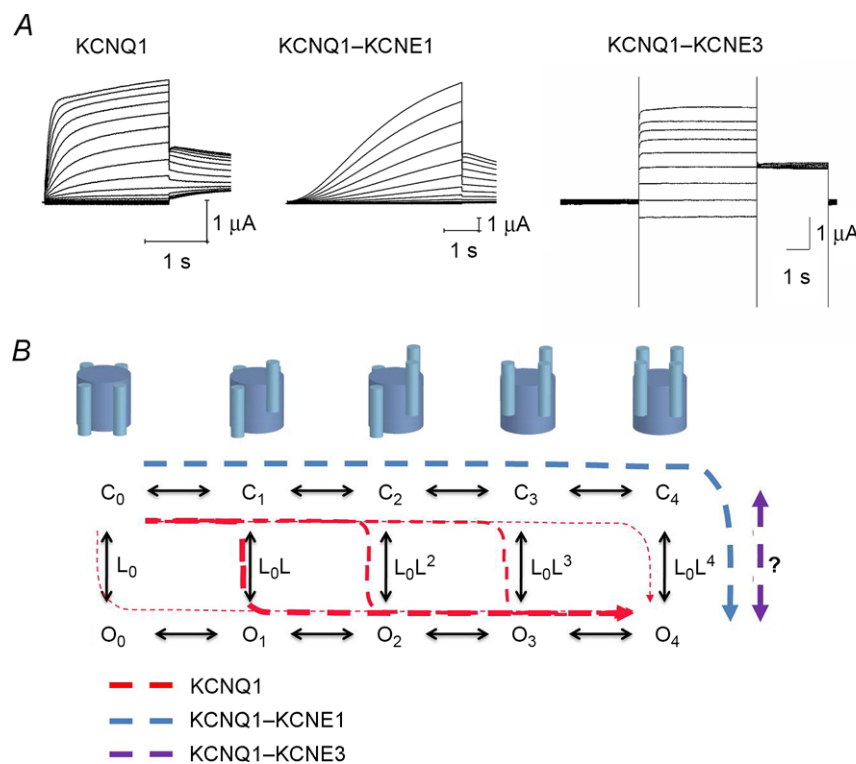 A
KCNQ1
KCNQ1–KCNE1
KCNQ1–KCNE3
1 µA
1 s
1 µA
1 s
1 µA
1 s
B
C₀ C₁ C₂ C₃ C₄
L₀ L₀L L₀L² L₀L³ L₀L⁴ ?
O₀ O₁ O₂ O₃ O₄
KCNQ1
KCNQ1–KCNE1
KCNQ1–KCNE3